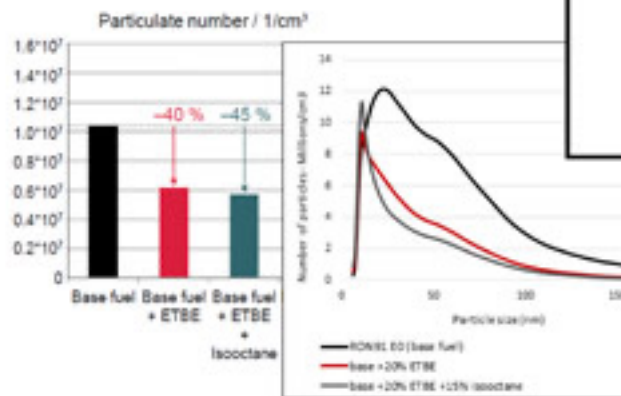 Particulate number / 1/cm³
1.6*10⁷
1.4*10⁷
1.2*10⁷
1.0*10⁷
0.8*10⁷
0.6*10⁷
0.4*10⁷
0.2*10⁷
0
–40 %
–45 %
Base fuel
Base fuel
+ ETBE
Base fuel
+ ETBE
+
Isooctane
Number of particles - Millions/cm3
14
12
10
8
6
4
2
0
0
50
100
150
Particle size (nm)
RON91 E0 (base fuel)
base +20% ETBE
base +20% ETBE +15% isooctane